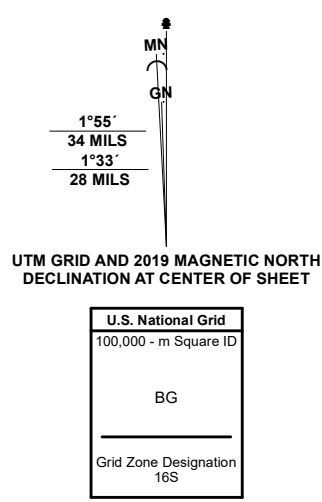 MN
GN
1°55´
34 MILS
1°33´
28 MILS
UTM GRID AND 2019 MAGNETIC NORTH
DECLINATION AT CENTER OF SHEET
U.S. National Grid
100,000 - m Square ID
BG
Grid Zone Designation
16S